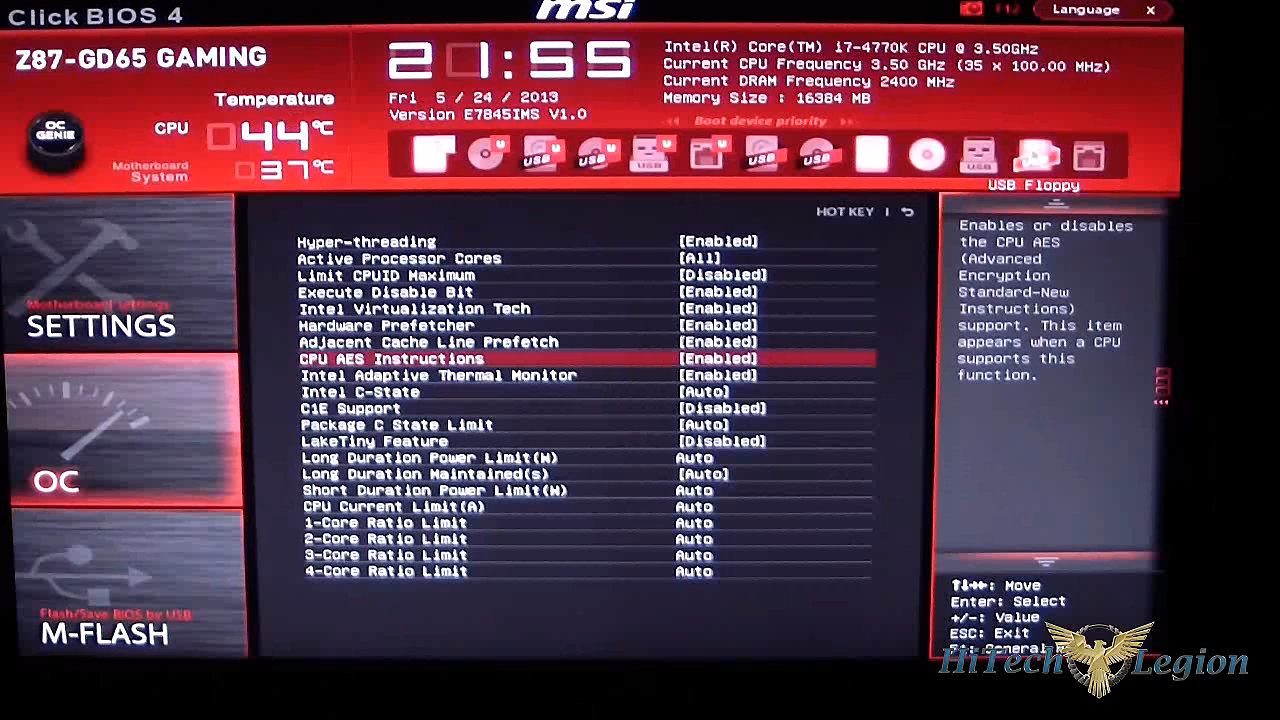 Click BIOS 4
msi
Language X
Z87-GD65 GAMING
OC GENIE
Temperature
CPU 44°C
Motherboard System 37°C
21:55
Fri 5 / 24 / 2013
Version E7845IMS V1.0
Intel(R) Core(TM) i7-4770K CPU @ 3.50GHz
Current CPU Frequency 3.50 GHz (35 x 100.00 MHz)
Current DRAM Frequency 2400 MHz
Memory Size : 16384 MB
Boot device priority
U U U U U U
USB USB USB USB USB USB
USB Floppy
Motherboard settings
SETTINGS
OC
Flash/Save BIOS by USB
M-FLASH
HOT KEY
Hyper-threading [Enabled]
Active Processor Cores [All]
Limit CPUID Maximum [Disabled]
Execute Disable Bit [Enabled]
Intel Virtualization Tech [Enabled]
Hardware Prefetcher [Enabled]
Adjacent Cache Line Prefetch [Enabled]
CPU AES Instructions [Enabled]
Intel Adaptive Thermal Monitor [Enabled]
Intel C-State [Auto]
C1E Support [Disabled]
Package C State Limit [Auto]
LakeTiny Feature [Disabled]
Long Duration Power Limit(W) Auto
Long Duration Maintained(s) [Auto]
Short Duration Power Limit(W) Auto
CPU Current Limit(A) Auto
1-Core Ratio Limit Auto
2-Core Ratio Limit Auto
3-Core Ratio Limit Auto
4-Core Ratio Limit Auto
Enables or disables
the CPU AES
(Advanced
Encryption
Standard-New
Instructions)
support. This item
appears when a CPU
supports this
function.
↑↓→←: Move
Enter: Select
+/-: Value
ESC: Exit
F1: General
HiTech Legion